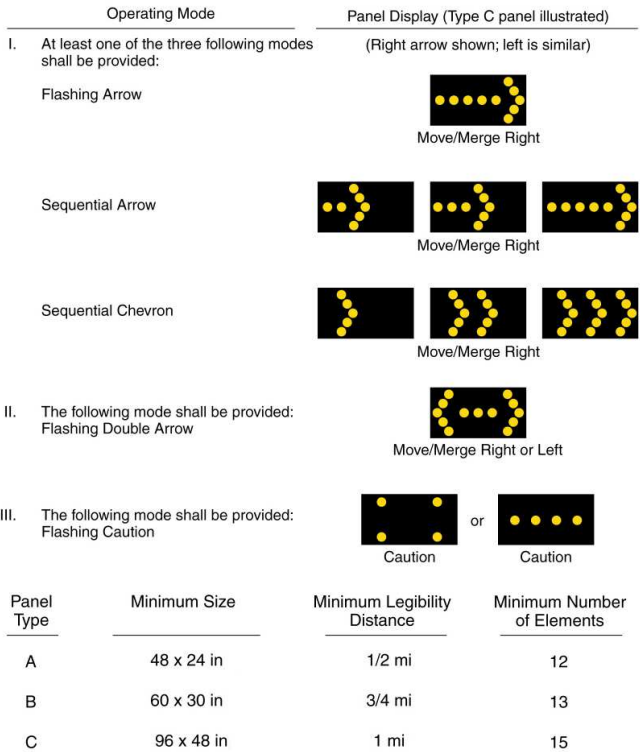 Operating Mode
Panel Display (Type C panel illustrated)
I. At least one of the three following modes
shall be provided:
(Right arrow shown; left is similar)
Flashing Arrow
Move/Merge Right
Sequential Arrow
Move/Merge Right
Sequential Chevron
Move/Merge Right
II. The following mode shall be provided:
Flashing Double Arrow
Move/Merge Right or Left
III. The following mode shall be provided:
Flashing Caution
or
Caution Caution
Panel Type Minimum Size Minimum Legibility Distance Minimum Number of Elements
A 48 x 24 in 1/2 mi 12
B 60 x 30 in 3/4 mi 13
C 96 x 48 in 1 mi 15